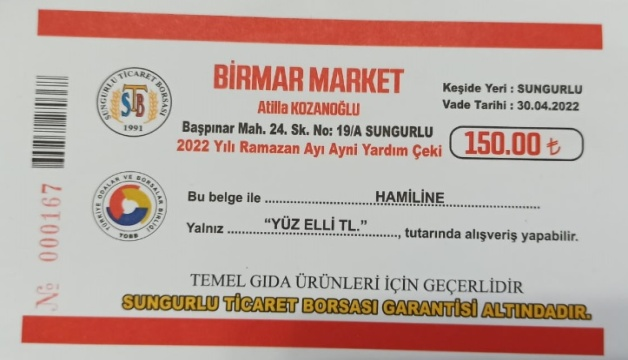 BİRMAR MARKET
Atilla KOZANOĞLU
Başpınar Mah. 24. Sk. No: 19/A SUNGURLU
2022 Yılı Ramazan Ayı Ayni Yardım Çeki
Keşide Yeri : SUNGURLU
Vade Tarihi : 30.04.2022
150.00 ₺
SUNGURLU TİCARET BORSASI
STB
1991
TÜRKİYE ODALAR VE BORSALAR BİRLİĞİ
TOBB
№ 000167
Bu belge ile ........ HAMİLİNE ........
Yalnız ........ “YÜZ ELLİ TL.” ........, tutarında alışveriş yapabilir.
TEMEL GIDA ÜRÜNLERİ İÇİN GEÇERLİDİR
SUNGURLU TİCARET BORSASI GARANTİSİ ALTINDADIR.